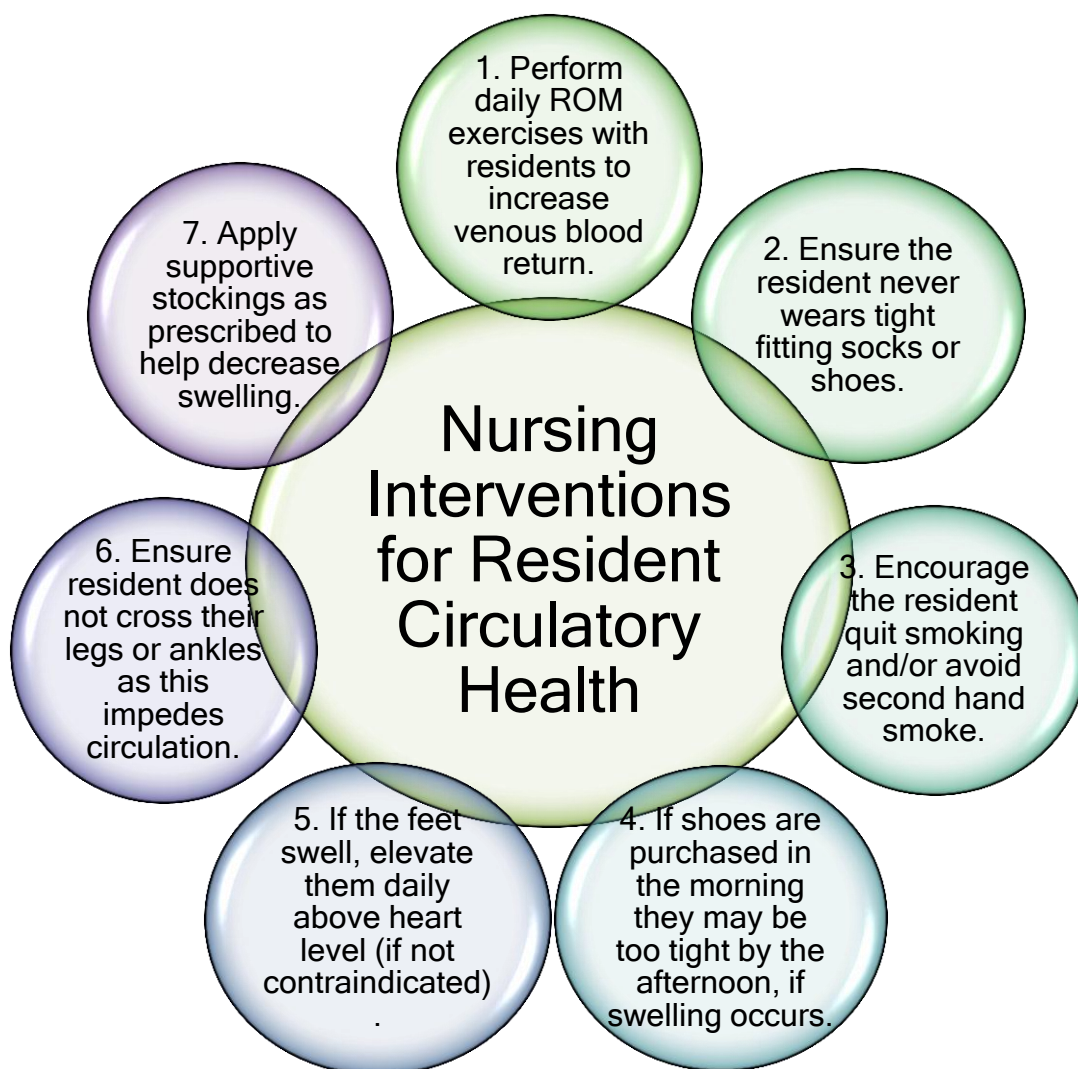 1. Perform
daily ROM
exercises with
residents to
increase
venous blood
return.
2. Ensure the
resident never
wears tight
fitting socks or
shoes.
3. Encourage
the resident
quit smoking
and/or avoid
second hand
smoke.
4. If shoes are
purchased in
the morning
they may be
too tight by the
afternoon, if
swelling occurs.
5. If the feet
swell, elevate
them daily
above heart
level (if not
contraindicated)
.
6. Ensure
resident does
not cross their
legs or ankles
as this
impedes
circulation.
7. Apply
supportive
stockings as
prescribed to
help decrease
swelling.
Nursing
Interventions
for Resident
Circulatory
Health